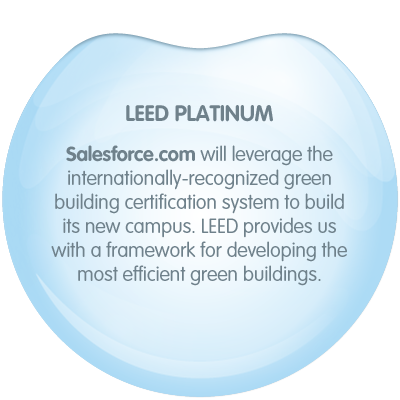 LEED PLATINUM
Salesforce.com will leverage the
internationally-recognized green
building certification system to build
its new campus. LEED provides us
with a framework for developing the
most efficient green buildings.